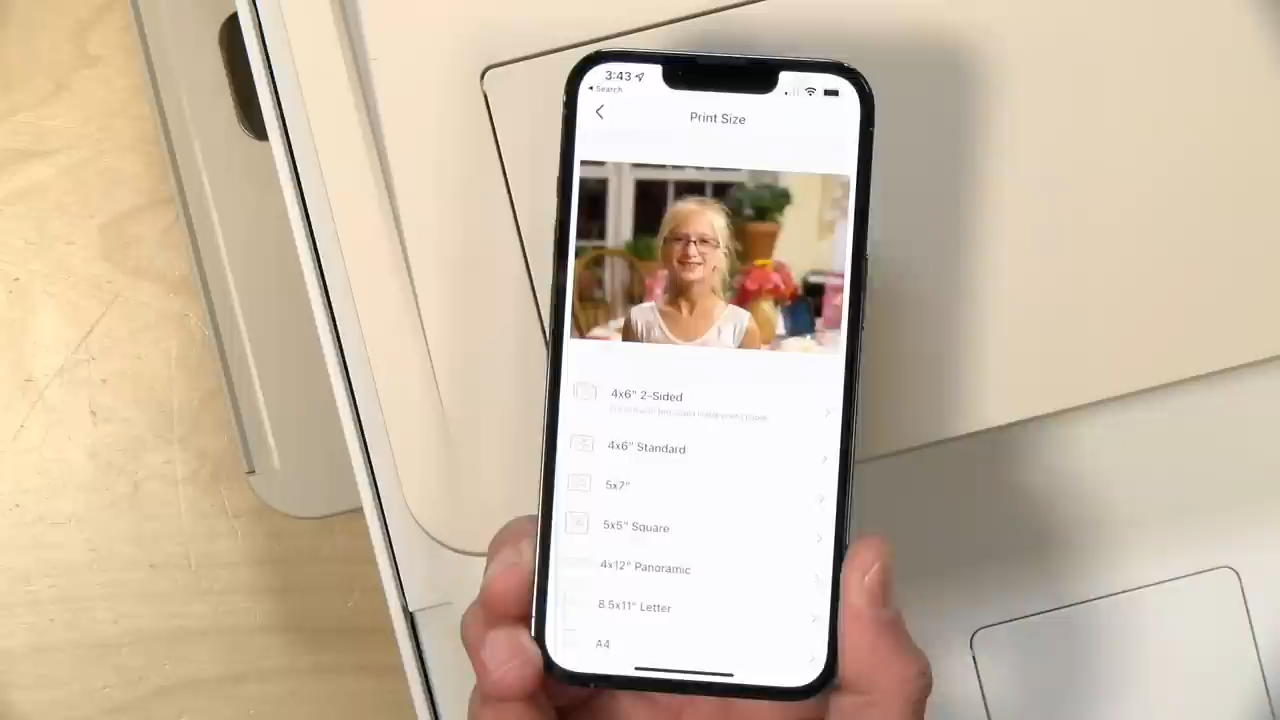 3:43
Search
Print Size
4x6" 2-Sided
4x6" Standard
5x7"
5x5" Square
4x12" Panoramic
8.5x11" Letter
A4